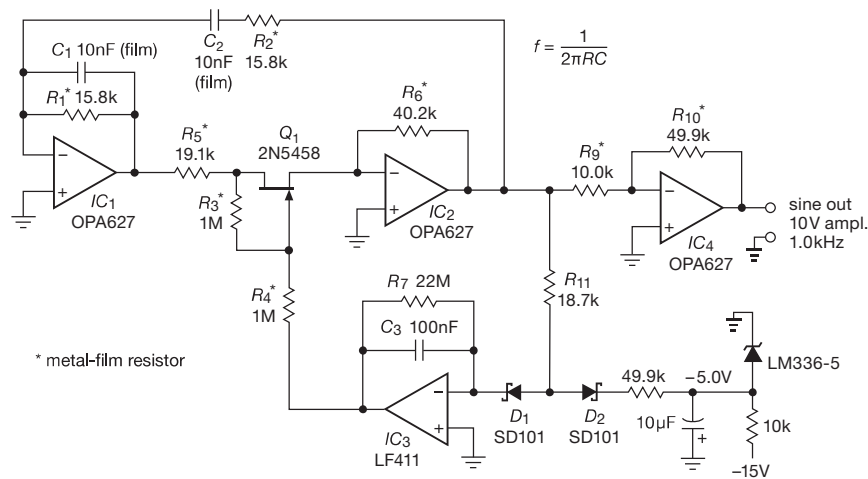 C1 10nF (film)
R1* 15.8k
C2
10nF
(film)
R2*
15.8k
f = 1/2πRC
−
+
IC1
OPA627
R5*
19.1k
Q1
2N5458
R3*
1M
R6*
40.2k
−
+
IC2
OPA627
R9*
10.0k
R10*
49.9k
−
+
IC4
OPA627
sine out
10V ampl.
1.0kHz
R4*
1M
R7 22M
C3 100nF
R11
18.7k
* metal-film resistor
−
+
IC3
LF411
D1
SD101
D2
SD101
49.9k
−5.0V
LM336-5
10µF
+
10k
−15V